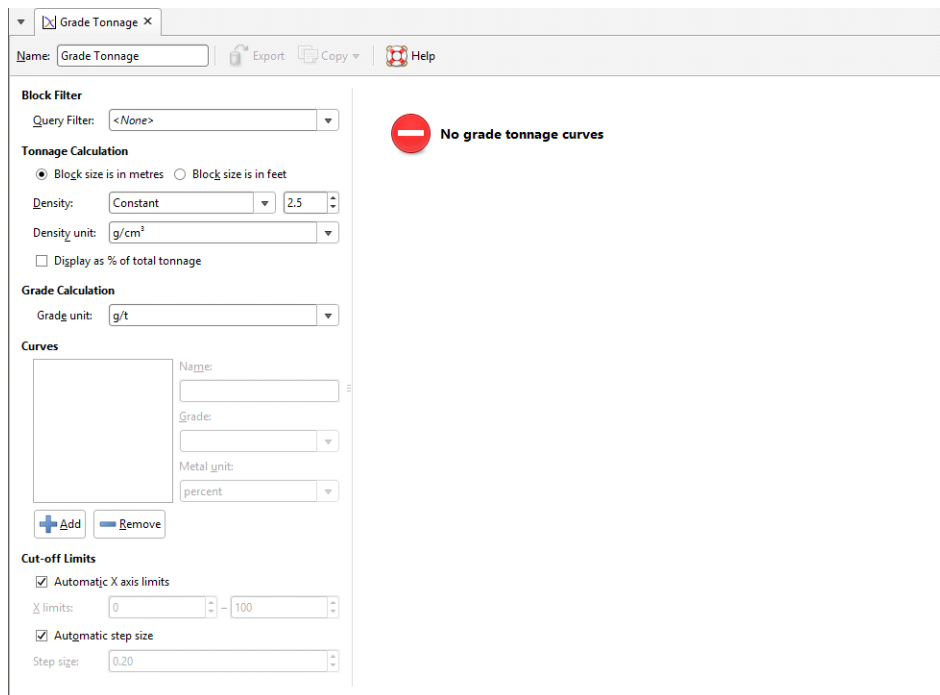 Grade Tonnage
Name: Grade Tonnage Export Copy Help
Block Filter
Query Filter: <None>
No grade tonnage curves
Tonnage Calculation
Block size is in metres Block size is in feet
Density: Constant 2.5
Density unit: g/cm³
Display as % of total tonnage
Grade Calculation
Grade unit: g/t
Curves
Name:
Grade:
Metal unit:
percent
Add Remove
Cut-off Limits
Automatic X axis limits
X limits: 0 – 100
Automatic step size
Step size: 0.20